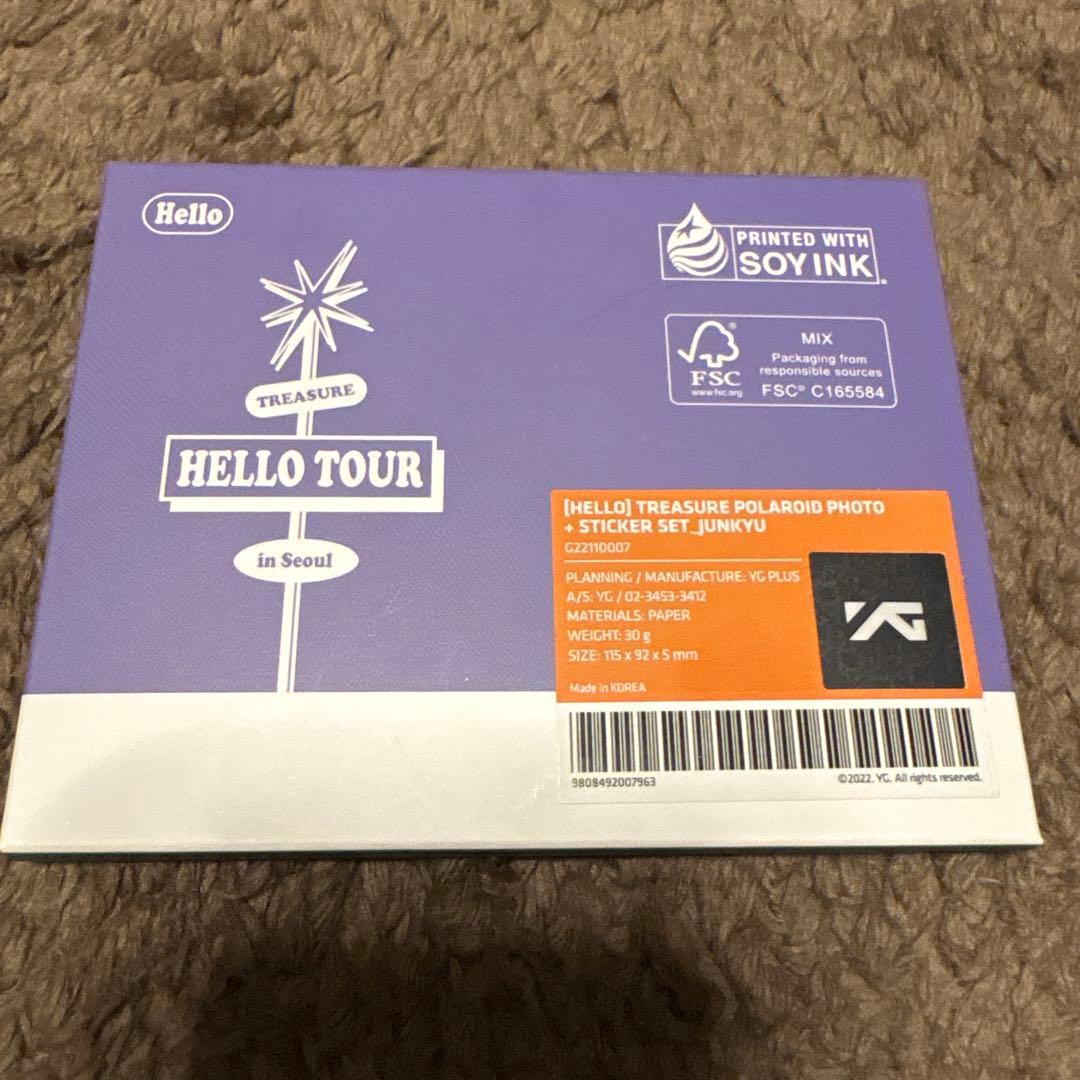 Hello
TREASURE
HELLO TOUR
in Seoul
PRINTED WITH
SOY INK
FSC®
www.fsc.org
MIX
Packaging from
responsible sources
FSC® C165584
[HELLO] TREASURE POLAROID PHOTO
+ STICKER SET_JUNKYU
G22110007
PLANNING / MANUFACTURE: YG PLUS
A/S: YG / 02-3453-3412
MATERIALS: PAPER
WEIGHT: 30 g
SIZE: 115 x 92 x 5 mm
Made in KOREA
YG
9808492007963
©2022. YG. All rights reserved.